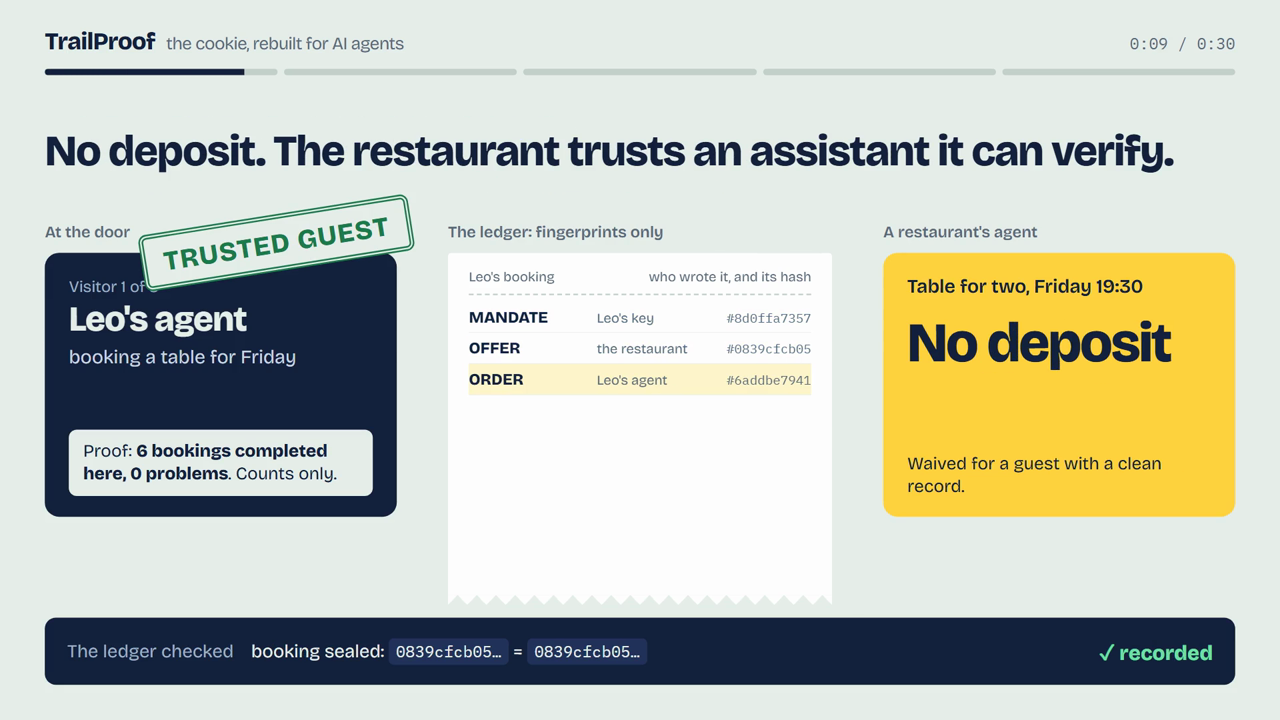 TrailProof the cookie, rebuilt for AI agents
0:09 / 0:30
No deposit. The restaurant trusts an assistant it can verify.
At the door
TRUSTED GUEST
Visitor 1 of
Leo's agent
booking a table for Friday
Proof: 6 bookings completed
here, 0 problems. Counts only.
The ledger: fingerprints only
Leo's booking who wrote it, and its hash
MANDATE Leo's key #8d0ffa7357
OFFER the restaurant #0839cfcb05
ORDER Leo's agent #6addbe7941
A restaurant's agent
Table for two, Friday 19:30
No deposit
Waived for a guest with a clean
record.
The ledger checked booking sealed: 0839cfcb05… = 0839cfcb05…
✓ recorded